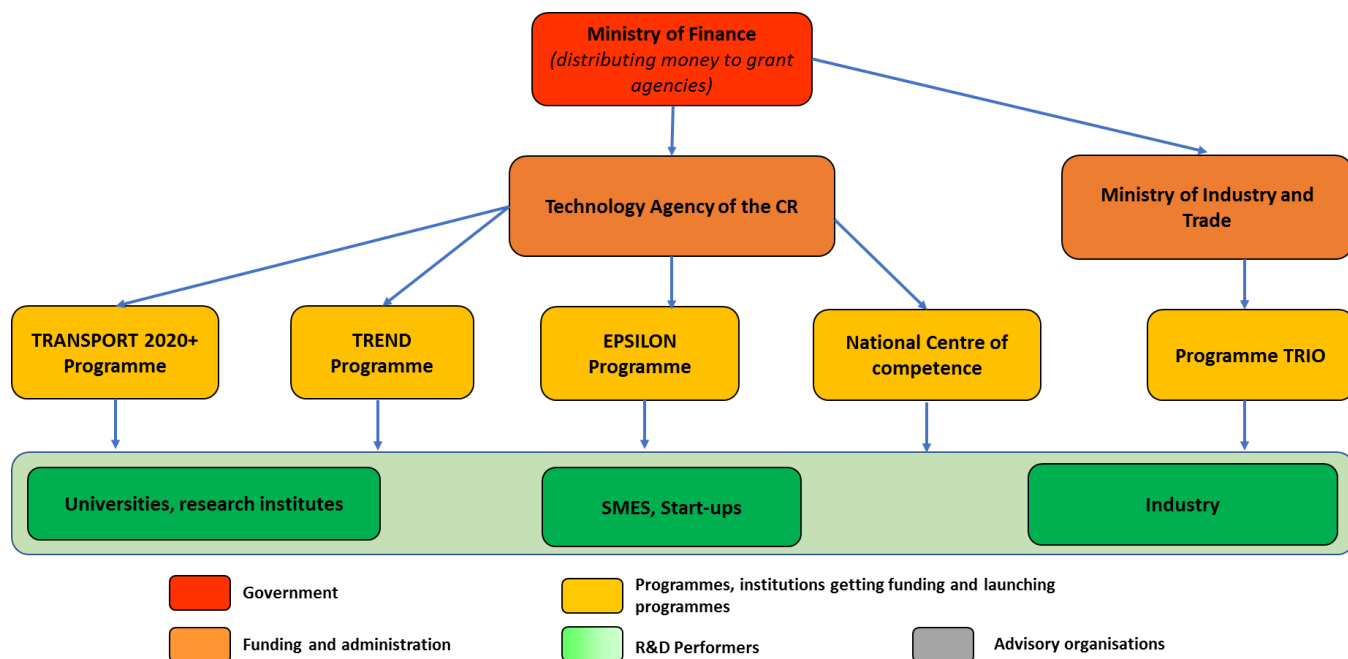 Ministry of Finance
(distributing money to grant
agencies)
Technology Agency of the CR
Ministry of Industry and
Trade
TRANSPORT 2020+
Programme
TREND
Programme
EPSILON
Programme
National Centre of
competence
Programme TRIO
Universities, research institutes
SMES, Start-ups
Industry
Government
Programmes, institutions getting funding and launching
programmes
Funding and administration
R&D Performers
Advisory organisations